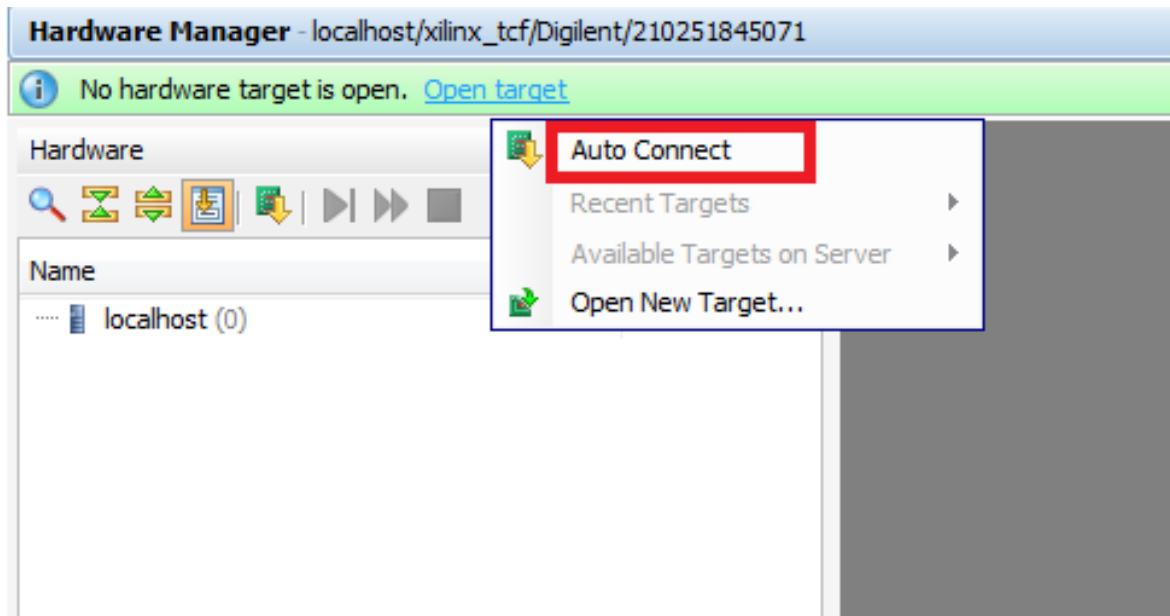 Hardware Manager - localhost/xilinx_tcf/Digilent/210251845071
No hardware target is open. Open target
Hardware
Auto Connect
Recent Targets
Available Targets on Server
Open New Target...
Name
localhost (0)